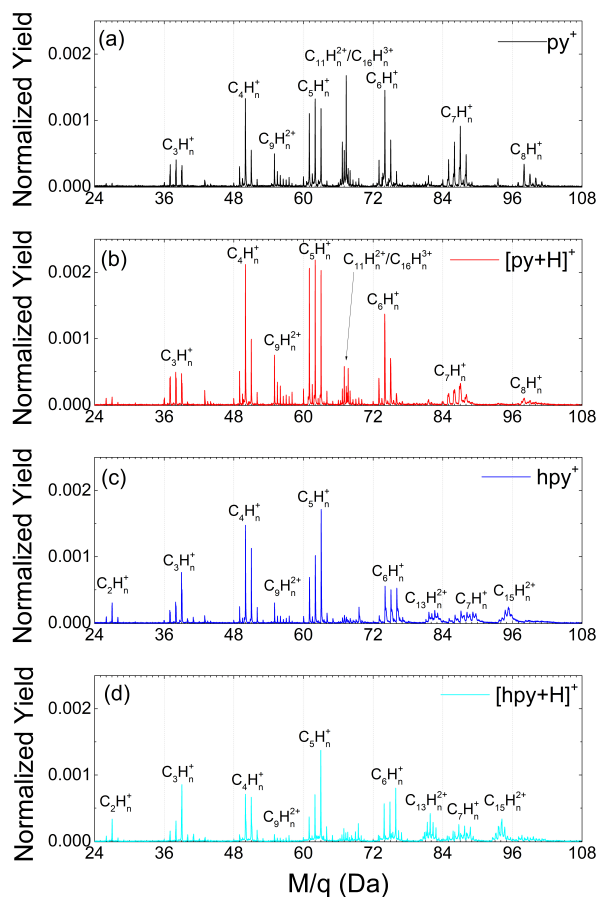 (a)
py⁺
C₁₁Hₙ²⁺/C₁₆Hₙ³⁺
C₃Hₙ⁺
C₄Hₙ⁺
C₉Hₙ²⁺
C₅Hₙ⁺
C₆Hₙ⁺
C₇Hₙ⁺
C₈Hₙ⁺
Normalized Yield
0.002
0.001
0.000
24 36 48 60 72 84 96 108
(b)
[py+H]⁺
C₃Hₙ⁺
C₄Hₙ⁺
C₉Hₙ²⁺
C₅Hₙ⁺
C₁₁Hₙ²⁺/C₁₆Hₙ³⁺
C₆Hₙ⁺
C₇Hₙ⁺
C₈Hₙ⁺
Normalized Yield
0.002
0.001
0.000
24 36 48 60 72 84 96 108
(c)
hpy⁺
C₂Hₙ⁺
C₃Hₙ⁺
C₄Hₙ⁺
C₉Hₙ²⁺
C₅Hₙ⁺
C₆Hₙ⁺
C₁₃Hₙ²⁺
C₇Hₙ⁺
C₁₅Hₙ²⁺
Normalized Yield
0.002
0.001
0.000
24 36 48 60 72 84 96 108
(d)
[hpy+H]⁺
C₂Hₙ⁺
C₃Hₙ⁺
C₄Hₙ⁺
C₉Hₙ²⁺
C₅Hₙ⁺
C₆Hₙ⁺
C₁₃Hₙ²⁺
C₇Hₙ⁺
C₁₅Hₙ²⁺
Normalized Yield
0.002
0.001
0.000
24 36 48 60 72 84 96 108
M/q (Da)